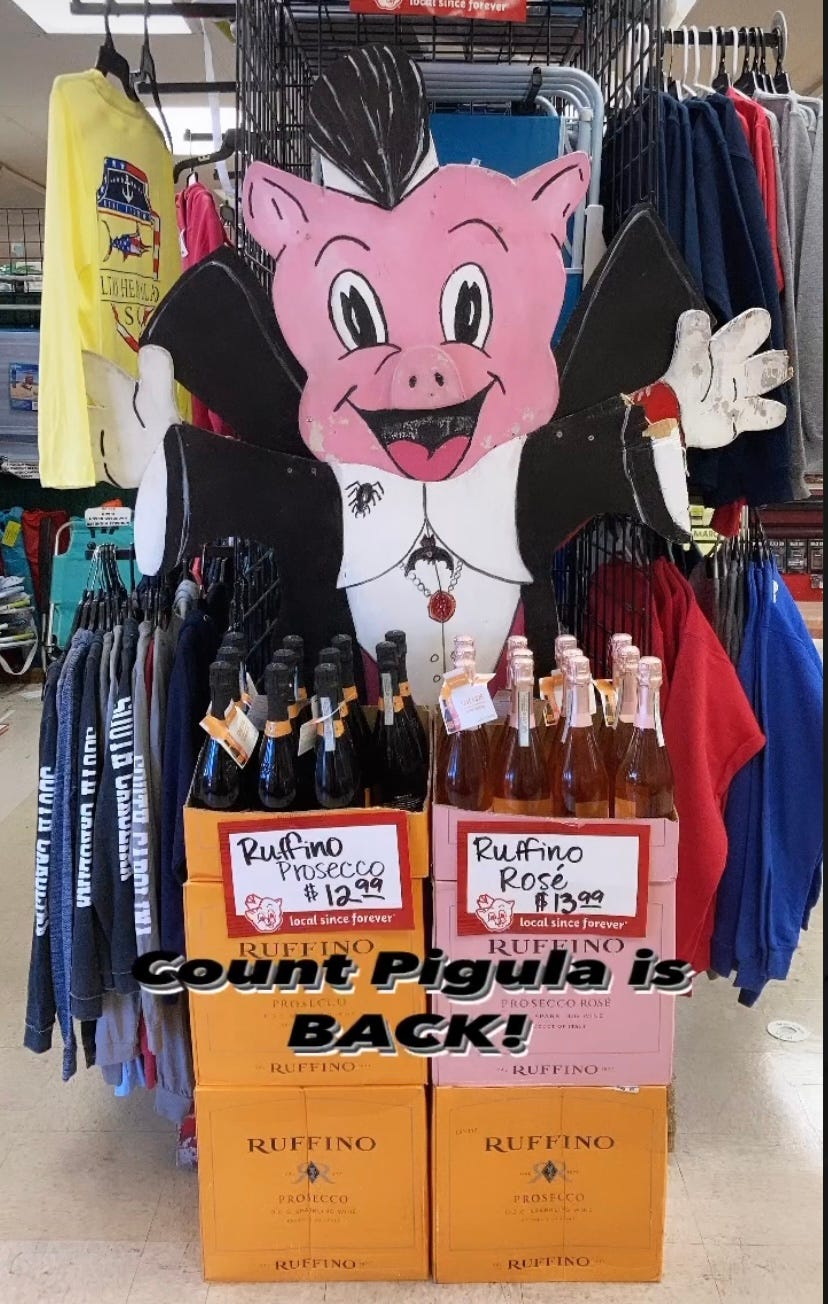 local since forever
Ruffino
Prosecco
$12.99
local since forever
Ruffino
Rosé
$13.99
local since forever
RUFFINO
PROSECCO
RUFFINO
PROSECCO ROSÉ
Count Pigula is
BACK!
RUFFINO
RUFFINO
RUFFINO
PROSECCO
RUFFINO
RUFFINO
PROSECCO
RUFFINO